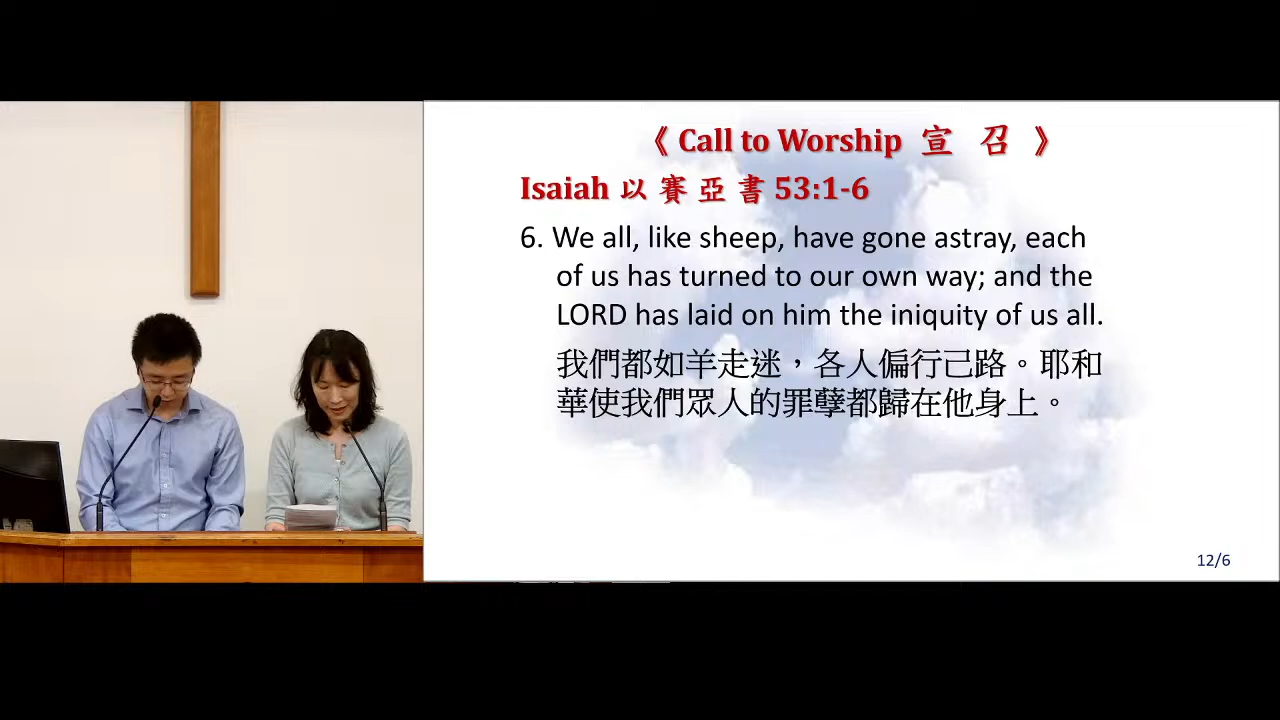 《 Call to Worship 宣 召 》
Isaiah 以 賽 亞 書 53:1-6
6. We all, like sheep, have gone astray, each
of us has turned to our own way; and the
LORD has laid on him the iniquity of us all.
我們都如羊走迷，各人偏行己路。耶和
華使我們眾人的罪孽都歸在他身上。
12/6